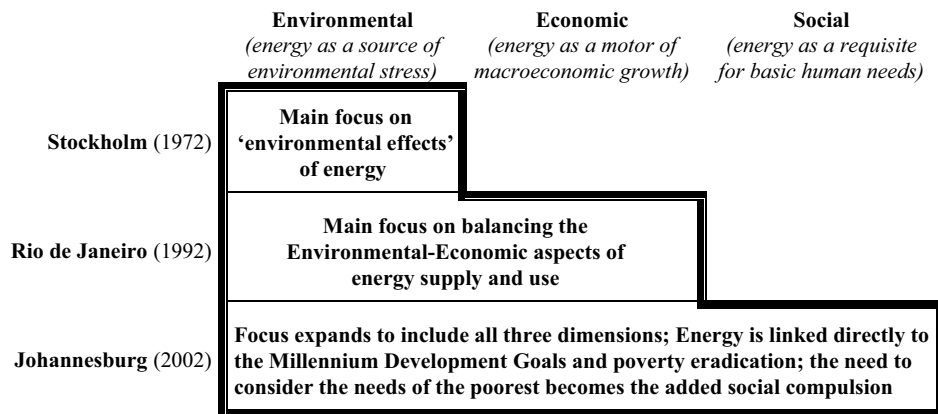 Environmental
(energy as a source of
environmental stress)
Economic
(energy as a motor of
macroeconomic growth)
Social
(energy as a requisite
for basic human needs)
Stockholm (1972)
Main focus on
‘environmental effects’
of energy
Rio de Janeiro (1992)
Main focus on balancing the
Environmental-Economic aspects of
energy supply and use
Johannesburg (2002)
Focus expands to include all three dimensions; Energy is linked directly to
the Millennium Development Goals and poverty eradication; the need to
consider the needs of the poorest becomes the added social compulsion